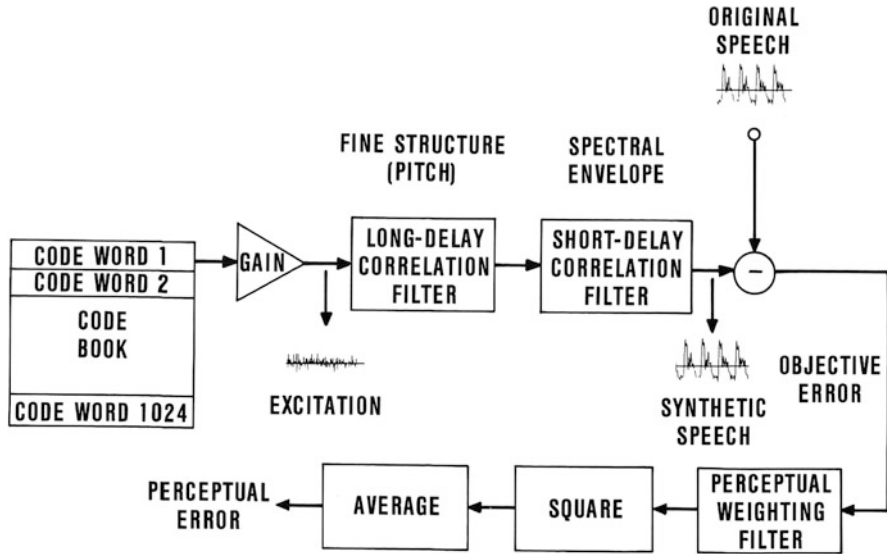 ORIGINAL
SPEECH
FINE STRUCTURE
(PITCH)
SPECTRAL
ENVELOPE
CODE WORD 1
CODE WORD 2
CODE
BOOK
CODE WORD 1024
GAIN
LONG-DELAY
CORRELATION
FILTER
SHORT-DELAY
CORRELATION
FILTER
−
EXCITATION
SYNTHETIC
SPEECH
OBJECTIVE
ERROR
PERCEPTUAL
ERROR
AVERAGE
SQUARE
PERCEPTUAL
WEIGHTING
FILTER